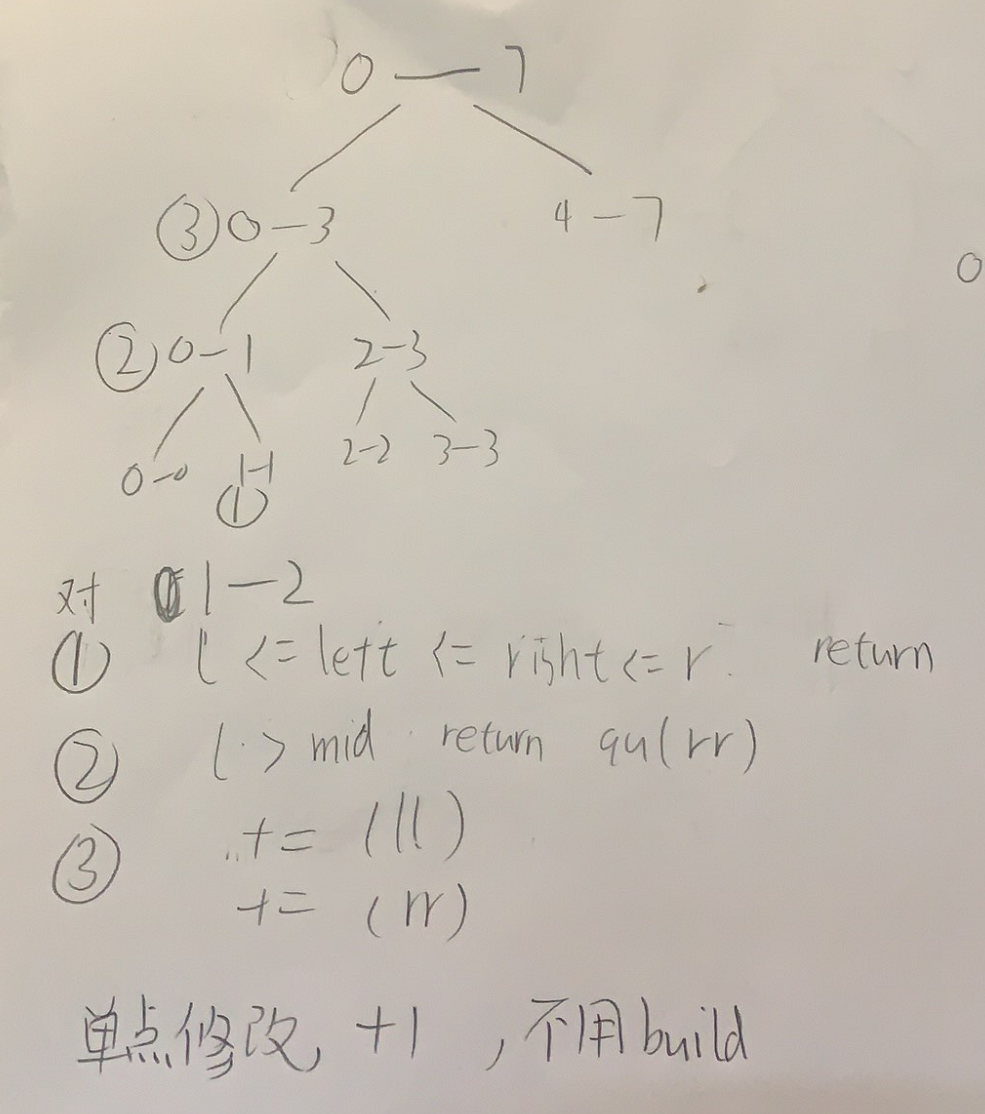 0 — 7
③ 0 - 3 4 - 7
0
② 0 - 1 2 - 3
0 - 0 1 - 1 2 - 2 3 - 3
①
对 1 — 2
① l <= left <= right <= r return
② l > mid return qu(rr)
③ += (ll)
+= (rr)
单点修改, +1 , 不用build